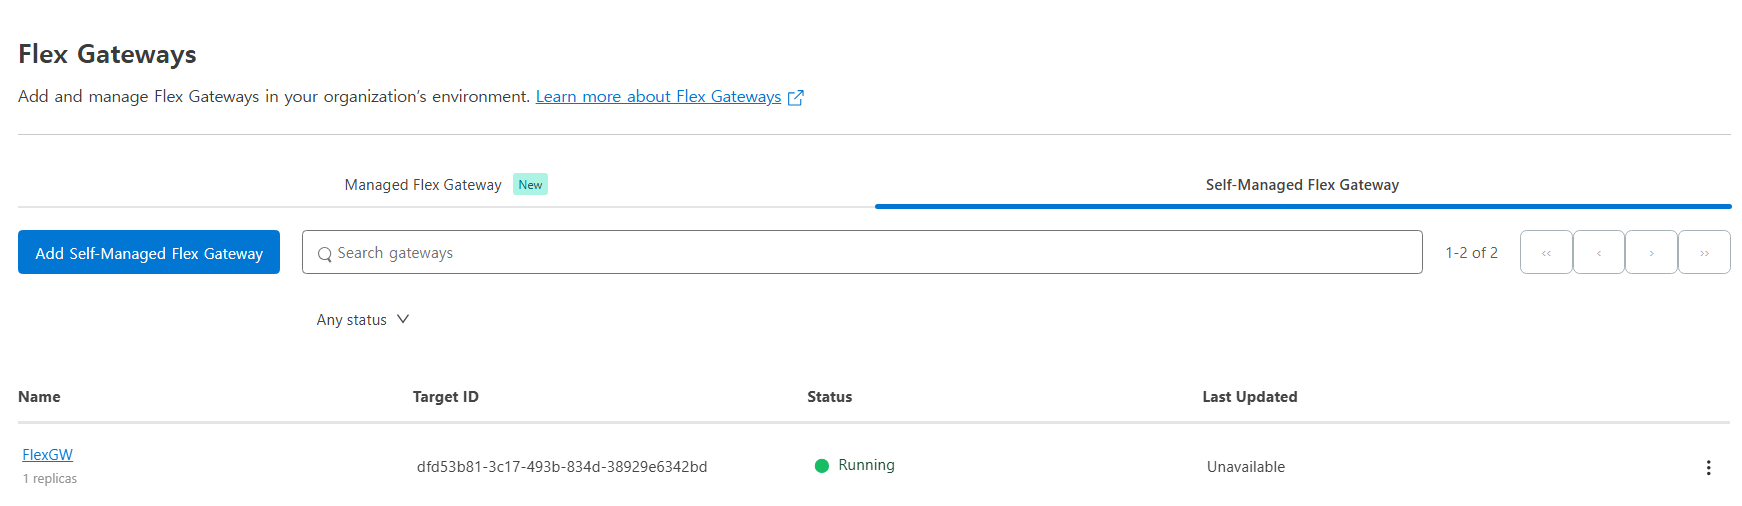 Flex Gateways
Add and manage Flex Gateways in your organization's environment. Learn more about Flex Gateways
Managed Flex Gateway New
Self-Managed Flex Gateway
Add Self-Managed Flex Gateway
Search gateways
1-2 of 2
‹‹ ‹ › ››
Any status
Name Target ID Status Last Updated
FlexGW dfd53b81-3c17-493b-834d-38929e6342bd Running Unavailable
1 replicas